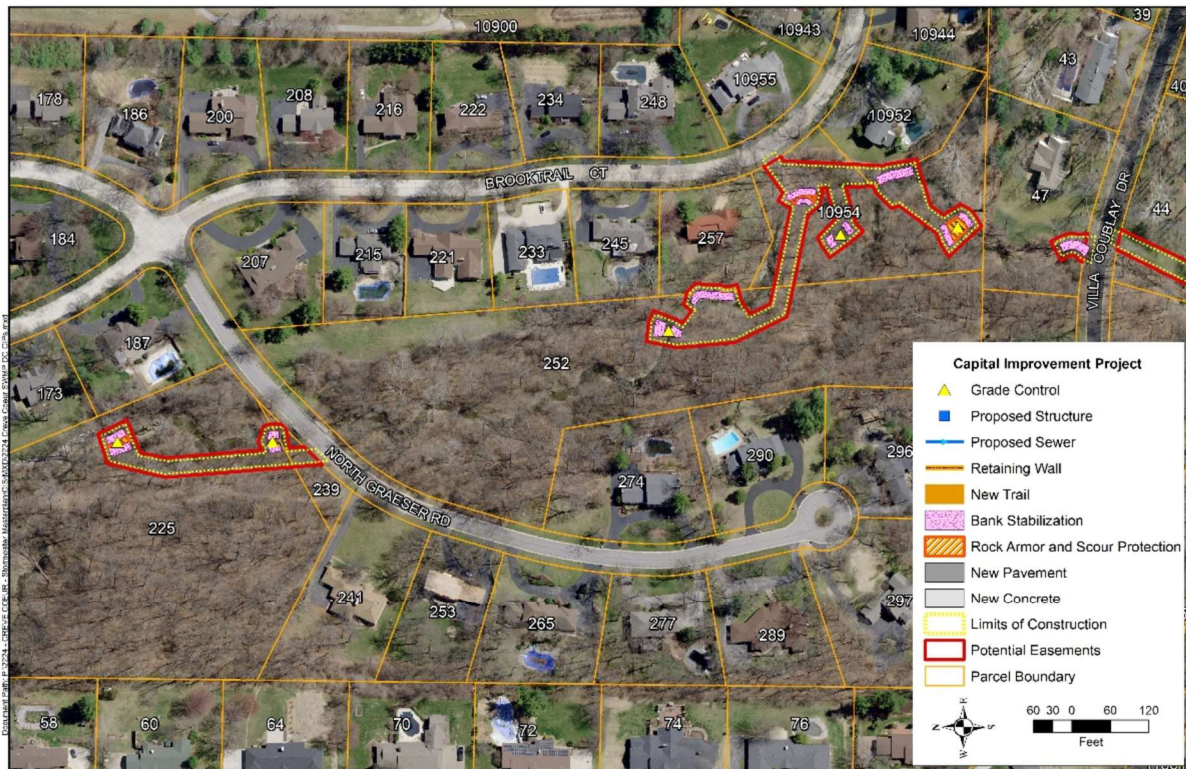 10900
10943
10944
39
43
40
178
186
200
208
216
222
234
248
10955
10952
47
44
BROOKTRAIL CT
VILLA COUBLAY DR
184
207
215
221
233
245
257
10954
187
173
252
NORTH GRAESER RD
239
225
274
290
296
241
253
265
277
289
297
58
60
64
70
72
74
76
Capital Improvement Project
Grade Control
Proposed Structure
Proposed Sewer
Retaining Wall
New Trail
Bank Stabilization
Rock Armor and Scour Protection
New Pavement
New Concrete
Limits of Construction
Potential Easements
Parcel Boundary
N
E
S
W
60 30 0 60 120
Feet